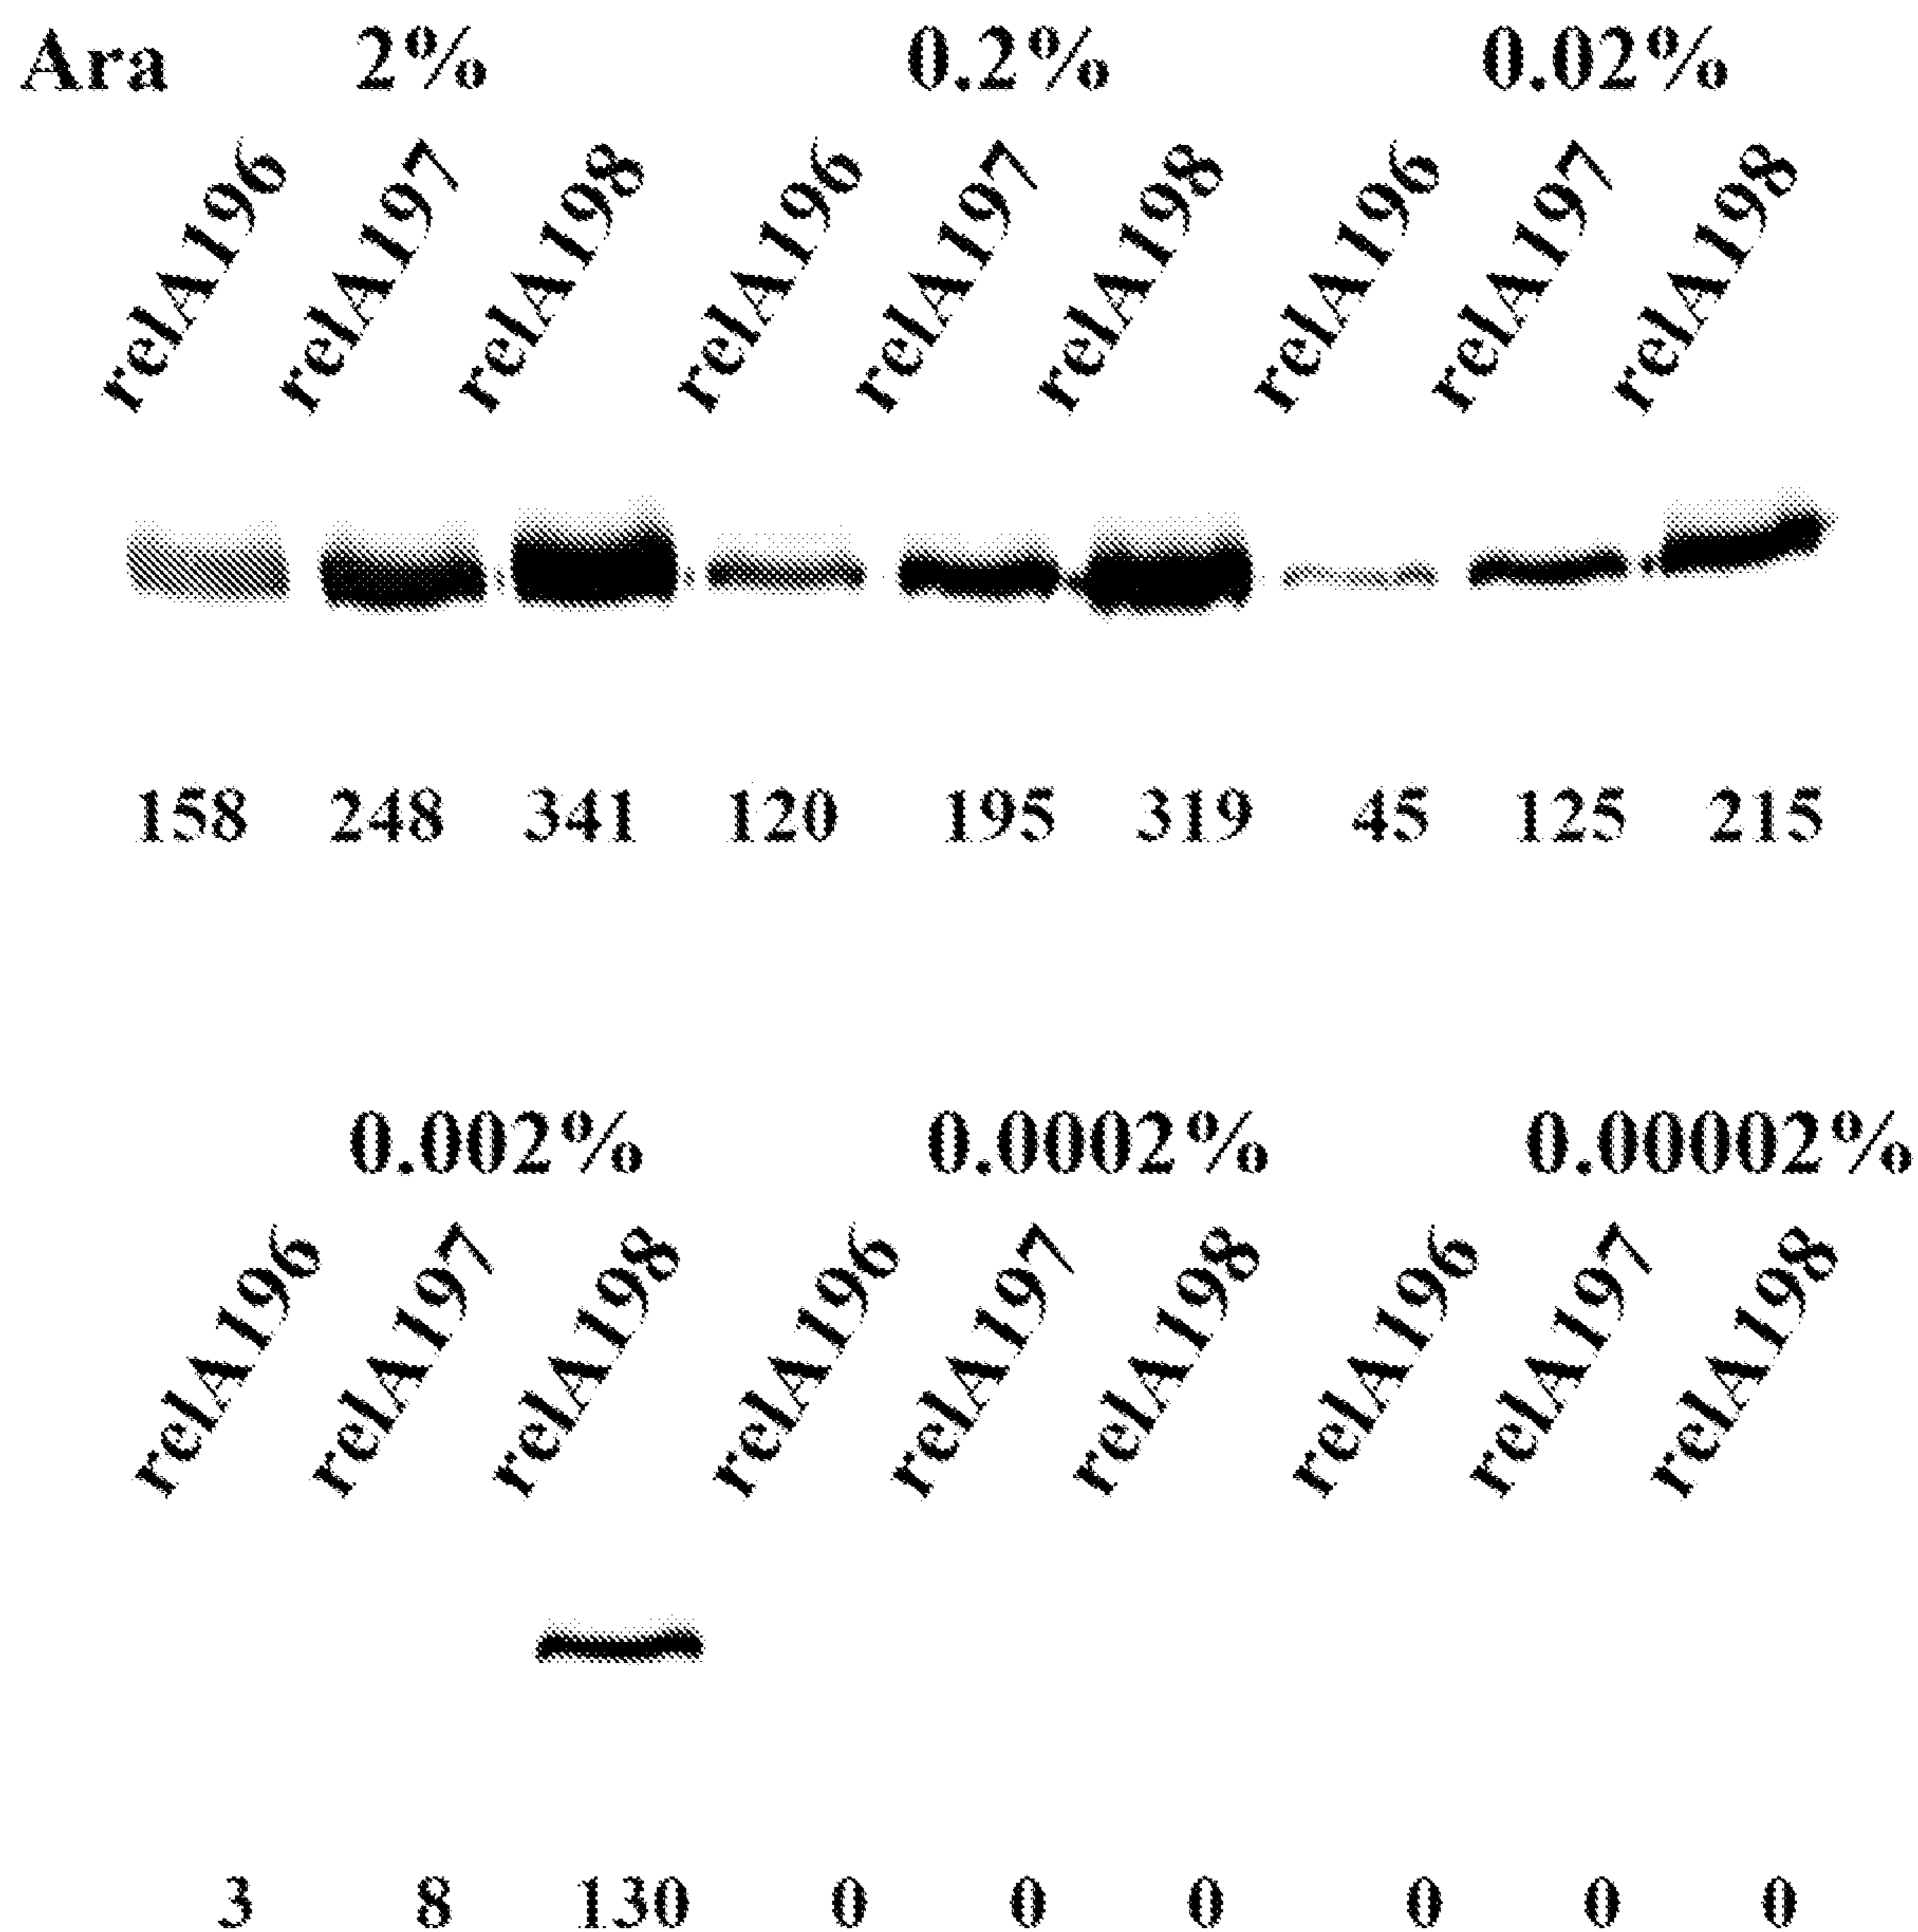 Ara 2% 0.2% 0.02%
relA196 relA197 relA198 relA196 relA197 relA198 relA196 relA197 relA198
158 248 341 120 195 319 45 125 215
0.002% 0.0002% 0.00002%
relA196 relA197 relA198 relA196 relA197 relA198 relA196 relA197 relA198
3 8 130 0 0 0 0 0 0